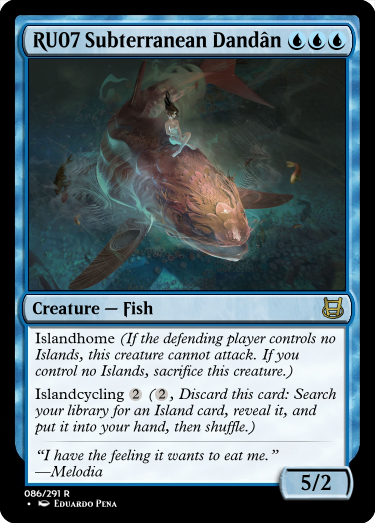 RU07 Subterranean Dandân
Creature — Fish
Islandhome (If the defending player controls no
Islands, this creature cannot attack. If you
control no Islands, sacrifice this creature.)
Islandcycling 2 (2, Discard this card: Search
your library for an Island card, reveal it, and
put it into your hand, then shuffle.)
“I have the feeling it wants to eat me.”
—Melodia
5/2
086/291 R
• Eduardo Pena